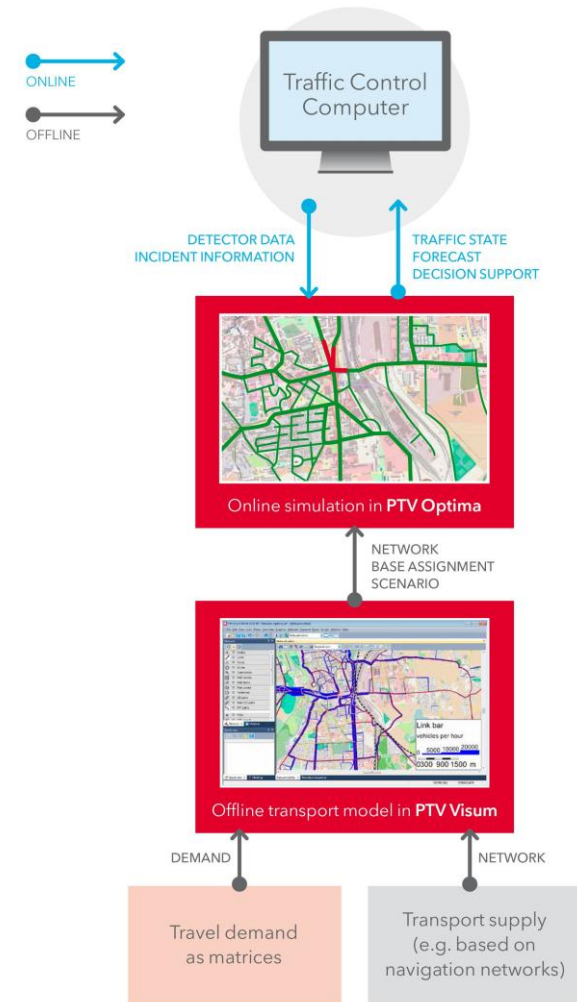 Traffic Control
Computer
ONLINE
OFFLINE
DETECTOR DATA
INCIDENT INFORMATION
TRAFFIC STATE
FORECAST
DECISION SUPPORT
Online simulation in PTV Optima
NETWORK
BASE ASSIGNMENT
SCENARIO
Link bar
vehicles per hour
0 5000 10000 20000
0300 900 1500 m
Offline transport model in PTV Visum
DEMAND
NETWORK
Travel demand
as matrices
Transport supply
(e.g. based on
navigation networks)